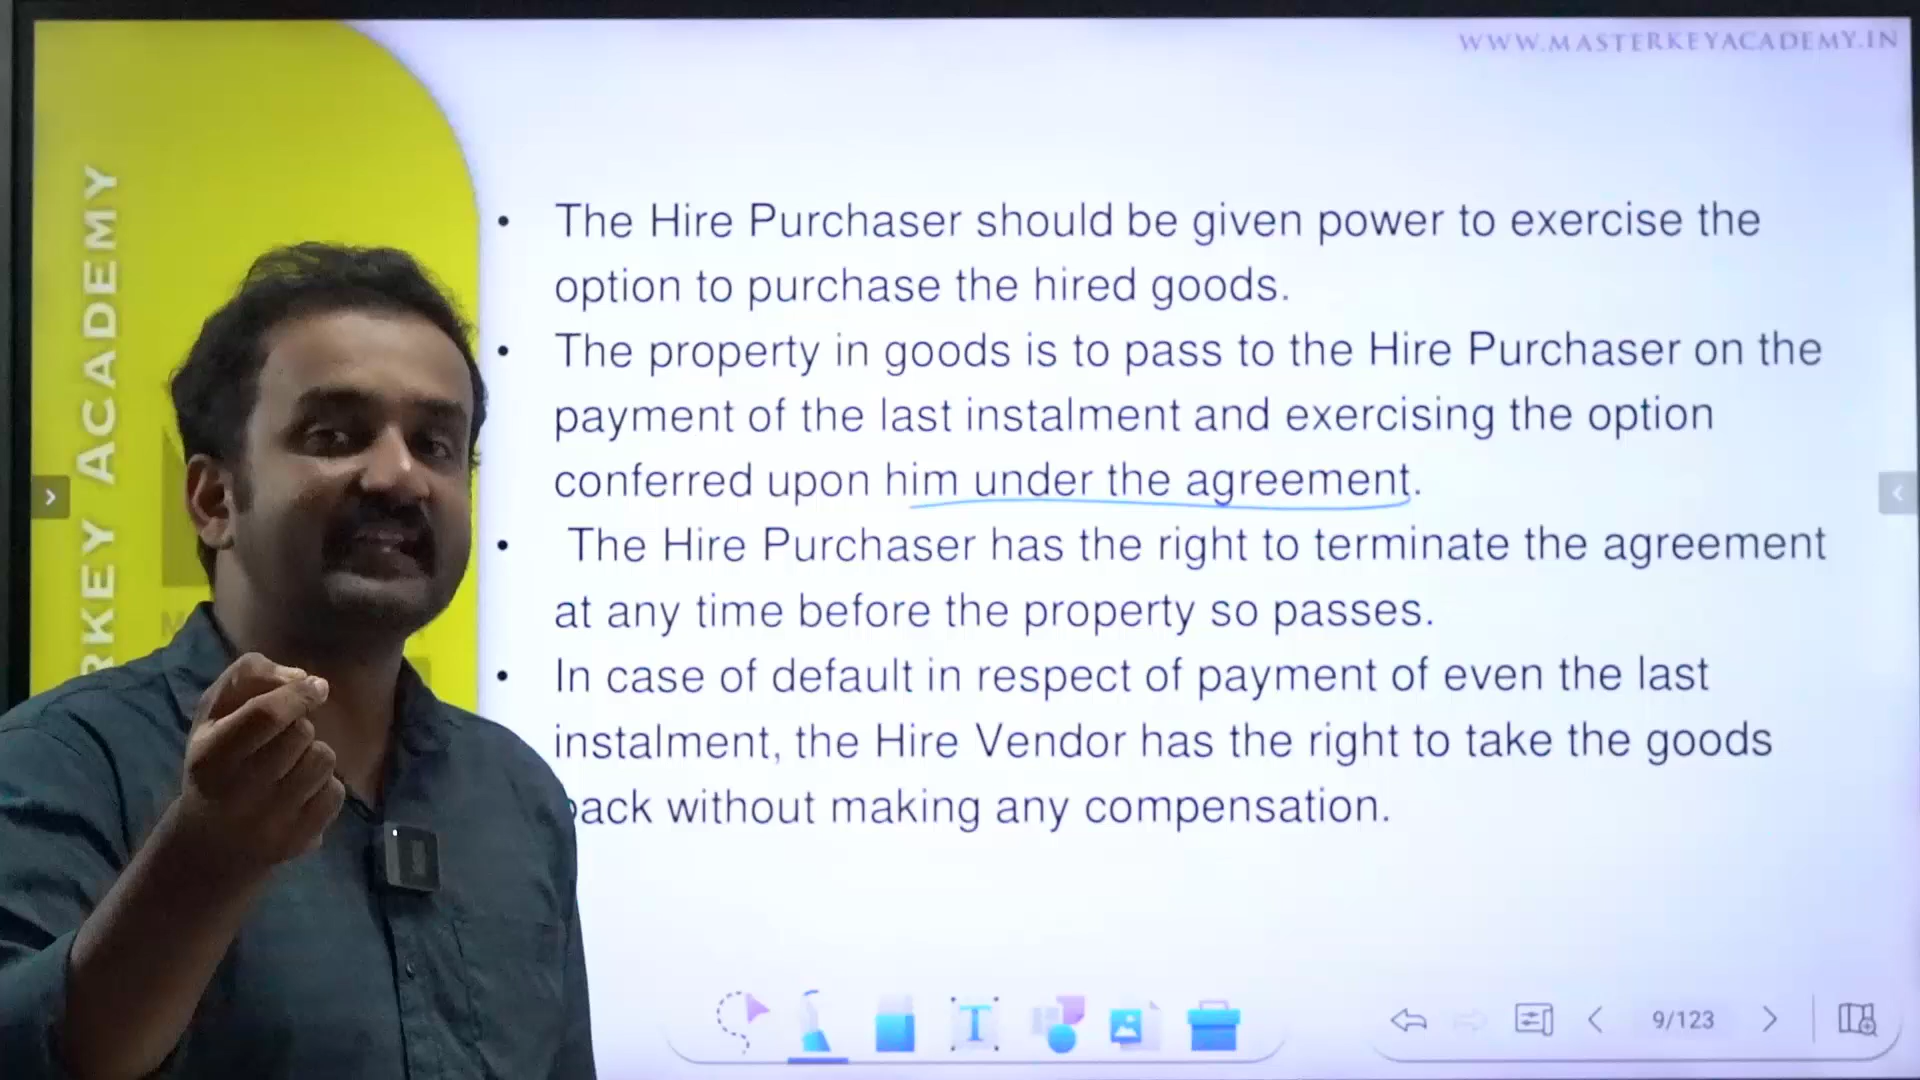 WWW.MASTERKEYACADEMY.IN
RKEY ACADEMY
• The Hire Purchaser should be given power to exercise the
option to purchase the hired goods.
• The property in goods is to pass to the Hire Purchaser on the
payment of the last instalment and exercising the option
conferred upon him under the agreement.
• The Hire Purchaser has the right to terminate the agreement
at any time before the property so passes.
• In case of default in respect of payment of even the last
instalment, the Hire Vendor has the right to take the goods
back without making any compensation.
T
9/123